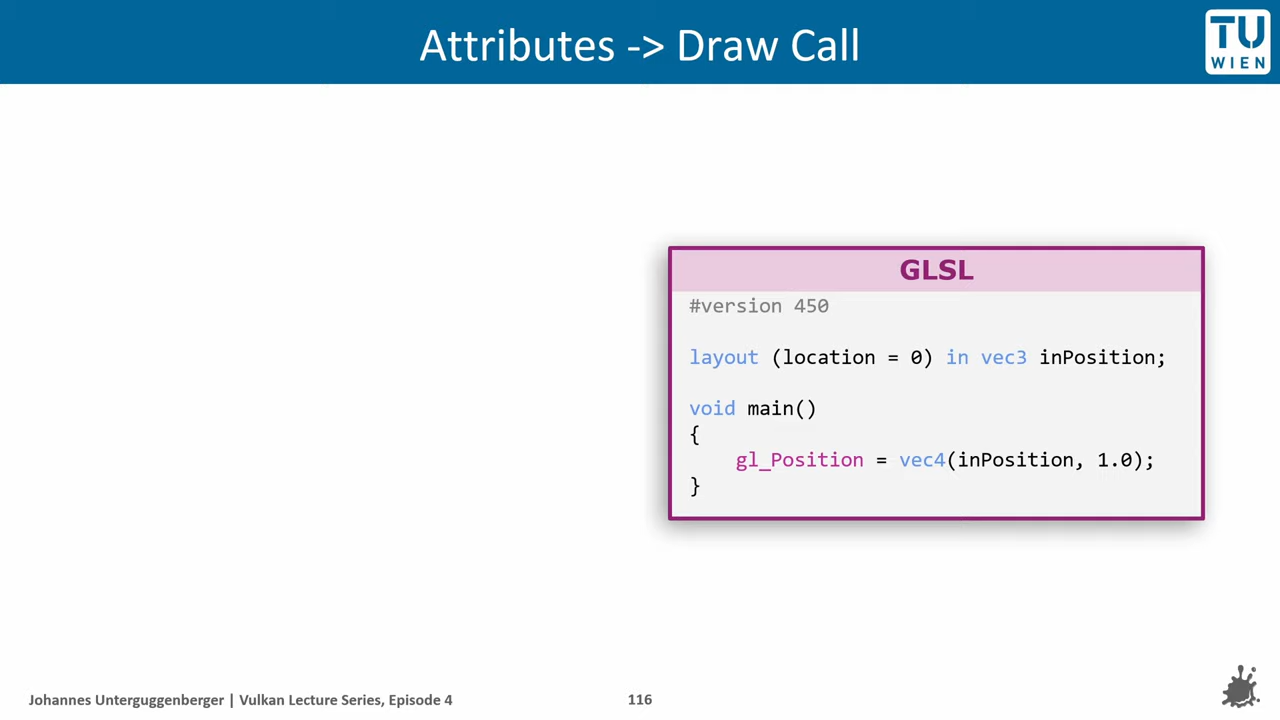 Attributes -> Draw Call
TU
WIEN
GLSL
#version 450
layout (location = 0) in vec3 inPosition;
void main()
{
gl_Position = vec4(inPosition, 1.0);
}
Johannes Unterguggenberger | Vulkan Lecture Series, Episode 4
116